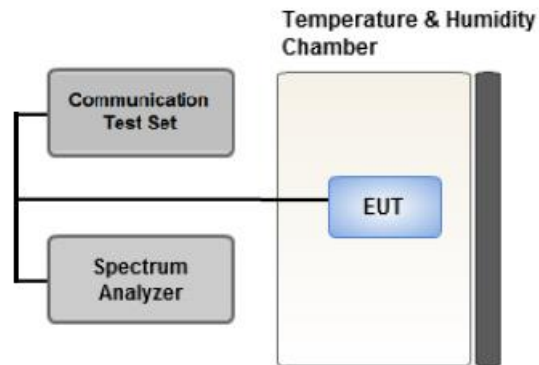 Temperature & Humidity
Chamber
Communication
Test Set
EUT
Spectrum
Analyzer